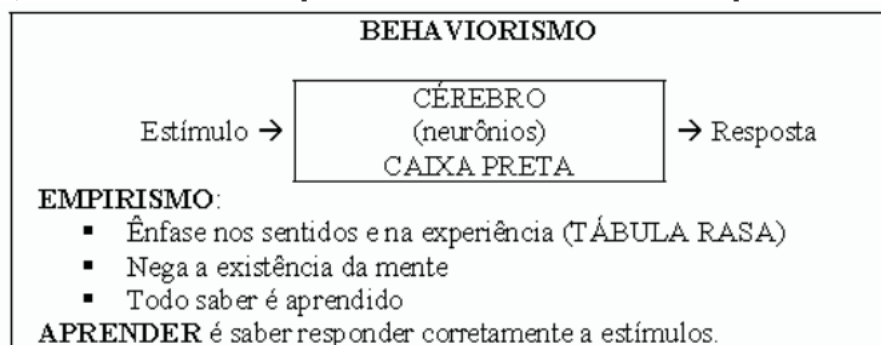 BEHAVIORISMO
CÉREBRO
Estímulo → (neurônios) → Resposta
CAIXA PRETA
EMPIRISMO:
▪ Ênfase nos sentidos e na experiência (TÁBULA RASA)
▪ Nega a existência da mente
▪ Todo saber é aprendido
APRENDER é saber responder corretamente a estímulos.